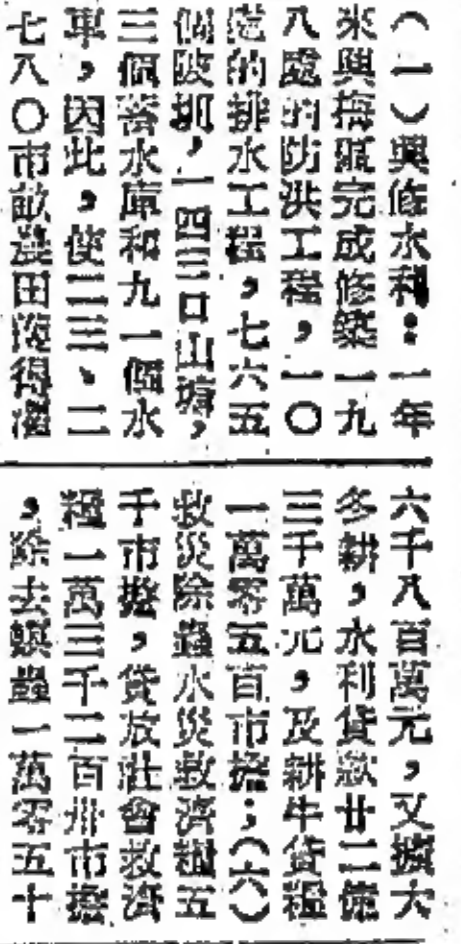 （一）興修水利：一年
來興梅區完成修築一九
八處的防洪工程，一〇
處的排水工程，七六五
個陂圳，一四三口山塘，
三個蓄水庫和九一個水
車，因此，使二三、二
七八〇市畝農田獲得灌
六千八百萬元，又擴大
冬耕，水利貸款廿二億
三千萬元，及耕牛貸糧
一萬零五百市擔；（六）
救災除蟲水災救濟糧五
千市擔，貸放社會救濟
糧一萬三千二百卅市擔
，除去螟蟲一萬零五十